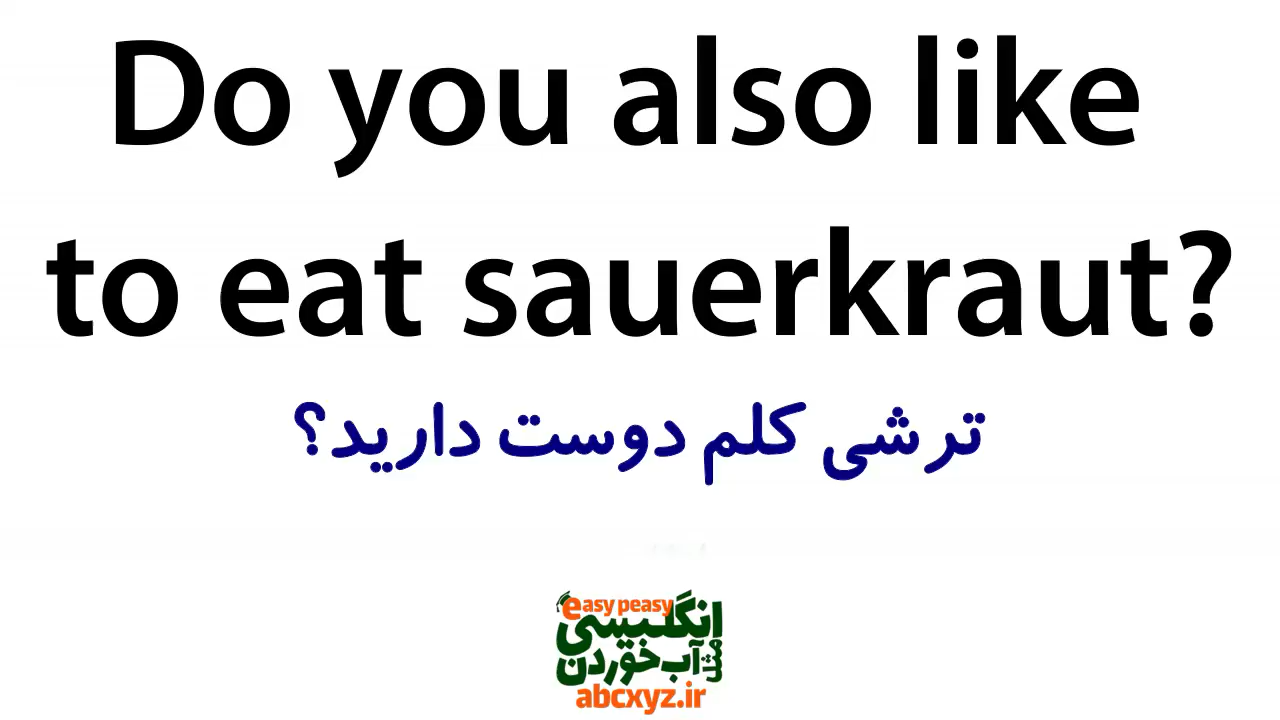 Do you also like
to eat sauerkraut?
ترشی کلم دوست دارید؟
easy peasy
انگلیسی
مثل آب خوردن
abcxyz.ir